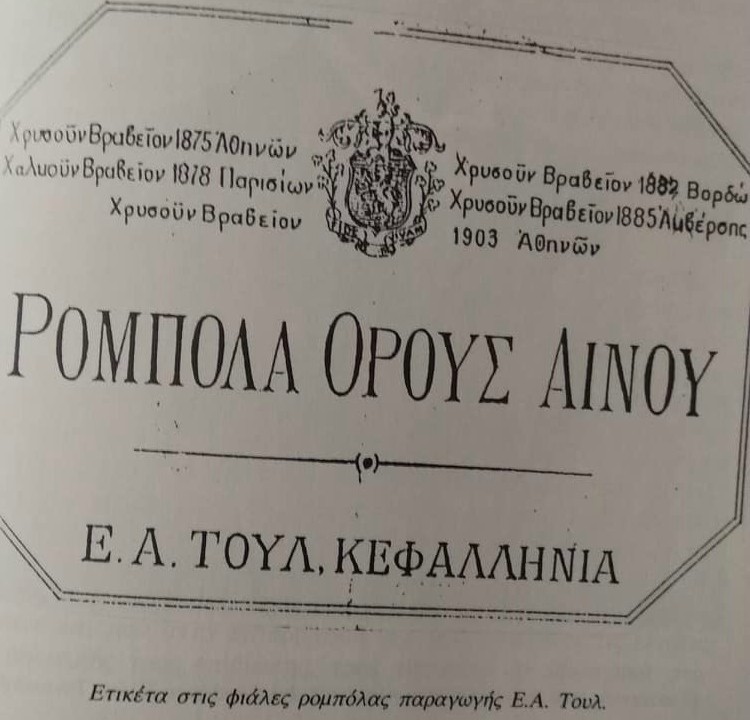 Χρυσοῦν Βραβεῖον 1875 Ἀθηνῶν
Χαλκοῦν Βραβεῖον 1878 Παρισίων
Χρυσοῦν Βραβεῖον
Χρυσοῦν Βραβεῖον 1882 Βορδώ
Χρυσοῦν Βραβεῖον 1885 Ἀμβέρσης
1903 Ἀθηνῶν
ΡΟΜΠΟΛΑ ΟΡΟΥΣ ΑΙΝΟΥ
Ε. Α. ΤΟΥΛ, ΚΕΦΑΛΛΗΝΙΑ
Ετικέτα στις φιάλες ρομπόλας παραγωγής Ε.Α. Τουλ.